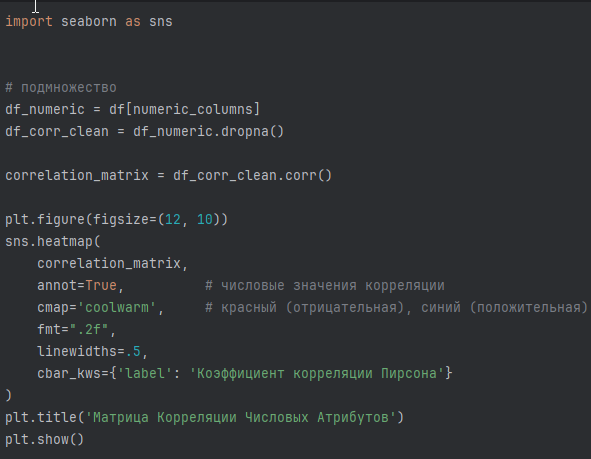 import seaborn as sns
# подмножество
df_numeric = df[numeric_columns]
df_corr_clean = df_numeric.dropna()
correlation_matrix = df_corr_clean.corr()
plt.figure(figsize=(12, 10))
sns.heatmap(
    correlation_matrix,
    annot=True,          # числовые значения корреляции
    cmap='coolwarm',     # красный (отрицательная), синий (положительная)
    fmt=".2f",
    linewidths=.5,
    cbar_kws={'label': 'Коэффициент корреляции Пирсона'}
)
plt.title('Матрица Корреляции Числовых Атрибутов')
plt.show()